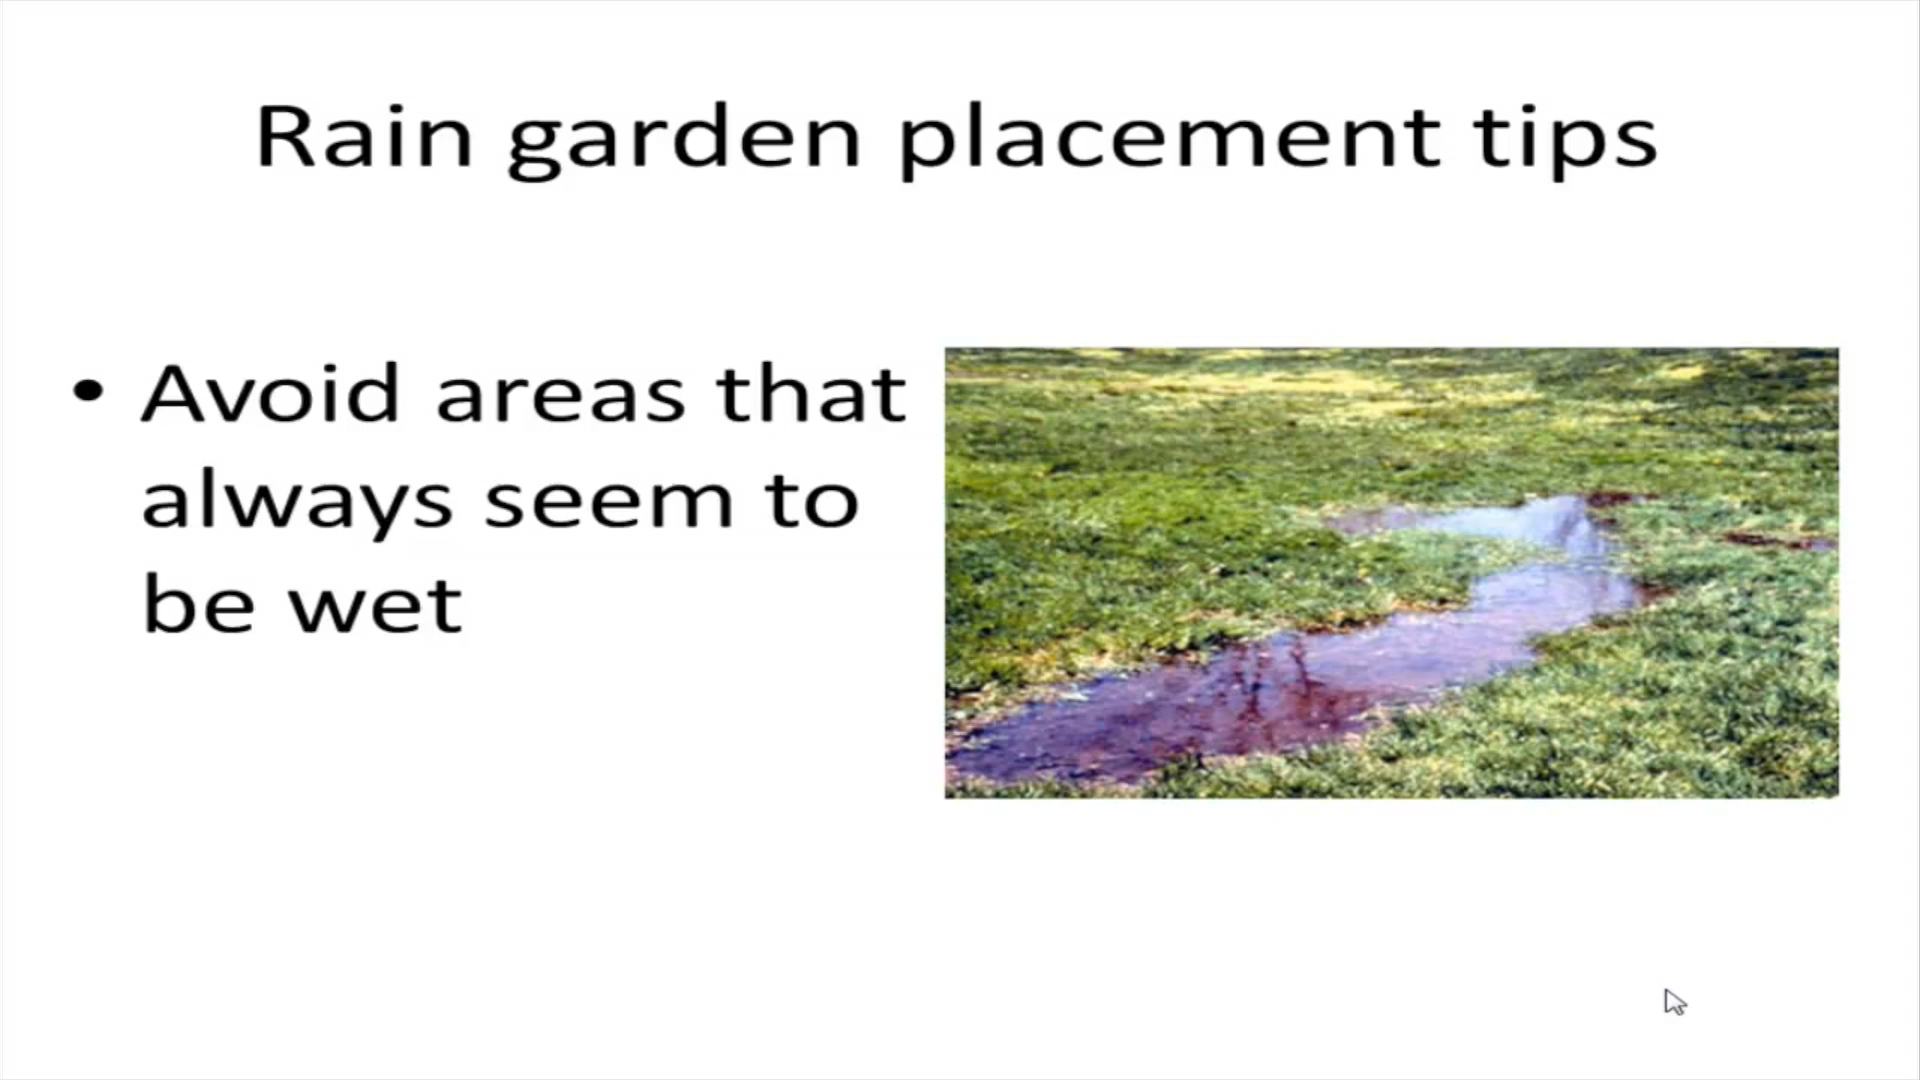 Rain garden placement tips
• Avoid areas that
always seem to
be wet